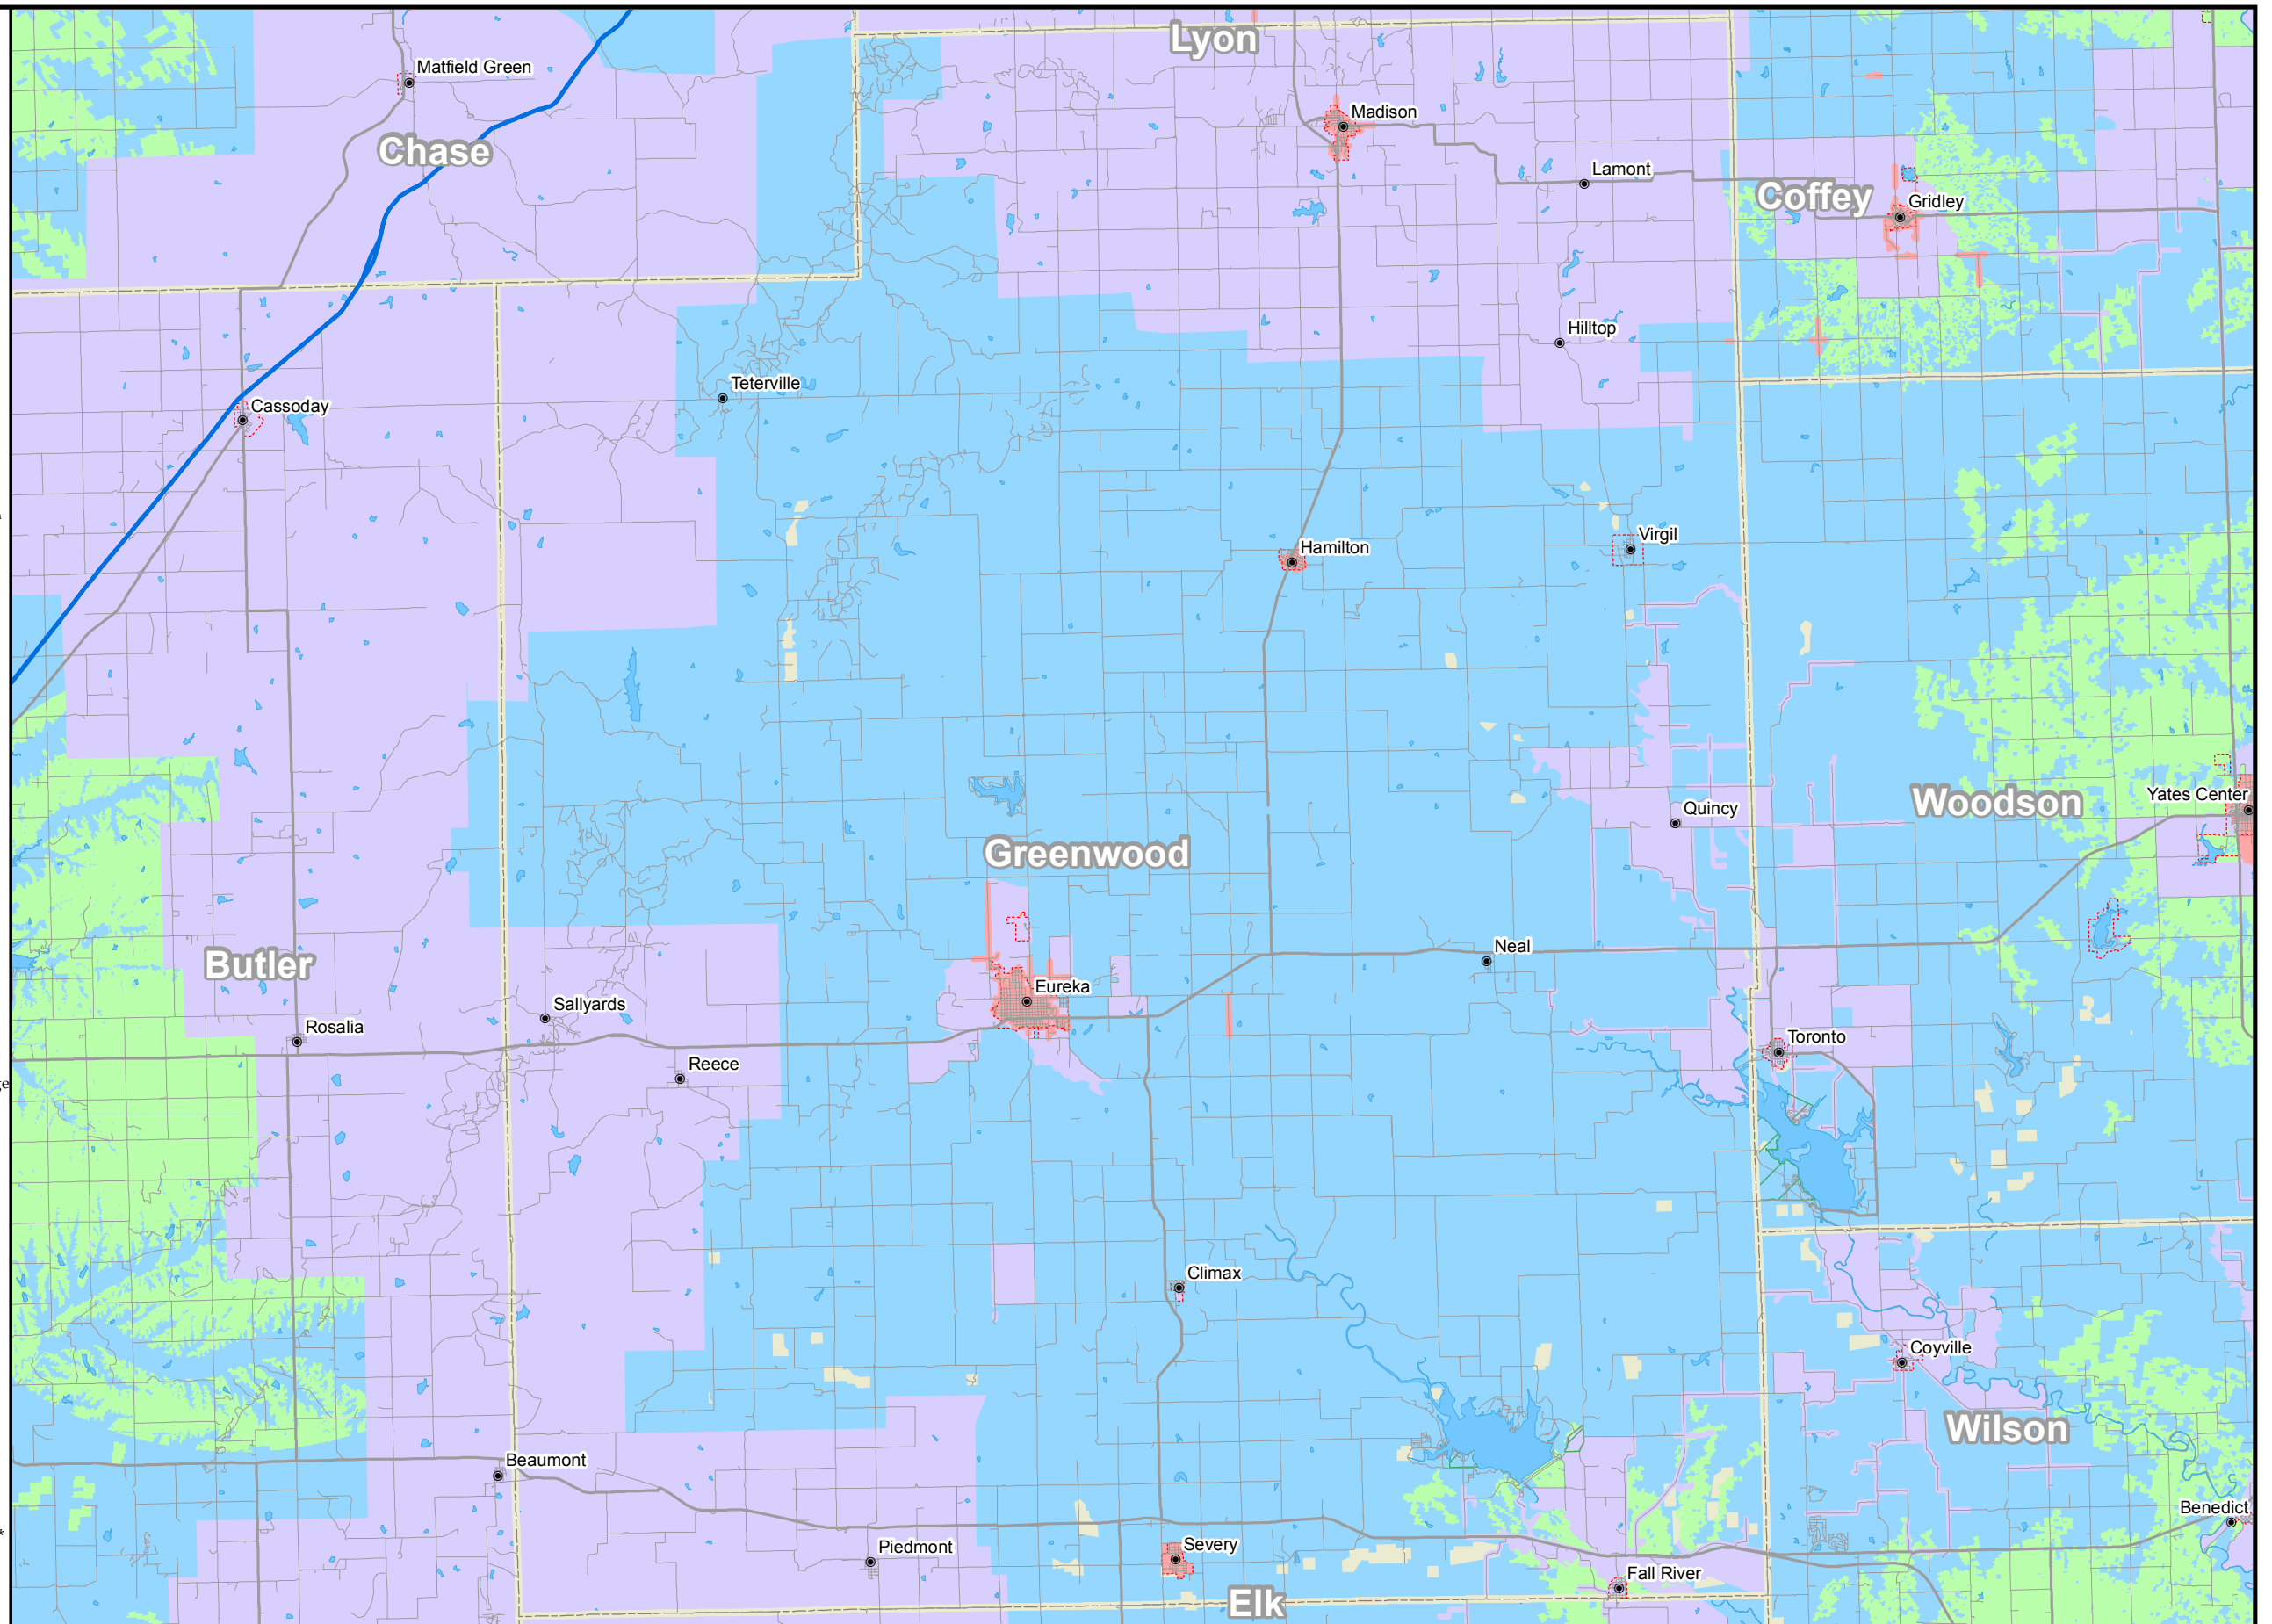 Lyon
Matfield Green
Madison
Chase
Lamont
Coffey
Gridley
Hilltop
Teterville
Cassoday
Virgil
Hamilton
Quincy
Woodson
Yates Center
Greenwood
Neal
Butler
Eureka
Sallyards
Rosalia
Toronto
Reece
ge
Climax
Coyville
Wilson
Beaumont
Benedict
*
Piedmont
Severy
Fall River
Elk